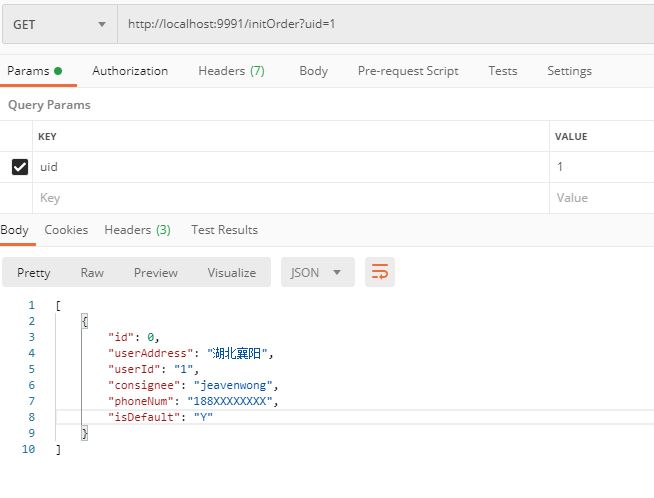 GET http://localhost:9991/initOrder?uid=1
Params Authorization Headers (7) Body Pre-request Script Tests Settings
Query Params
KEY VALUE
uid 1
Key Value
Body Cookies Headers (3) Test Results
Pretty Raw Preview Visualize JSON
1 [
2 {
3 "id": 0,
4 "userAddress": "湖北襄阳",
5 "userId": "1",
6 "consignee": "jeavenwong",
7 "phoneNum": "188XXXXXXXX",
8 "isDefault": "Y"
9 }
10 ]